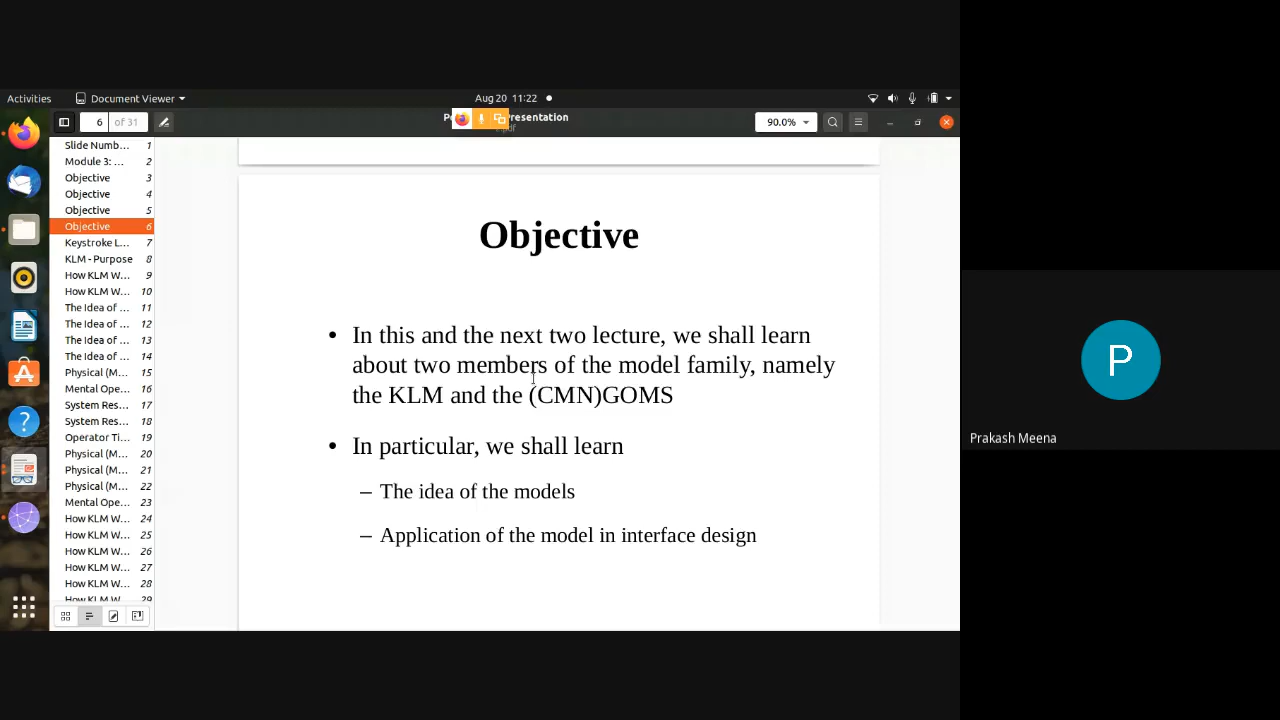 Activities
Document Viewer
Aug 20 11:22
Presentation
6
of 31
90.0%
Slide Numb... 1
Module 3: ... 2
Objective 3
Objective 4
Objective 5
Objective 6
Keystroke L... 7
KLM - Purpose 8
How KLM W... 9
How KLM W... 10
The Idea of ... 11
The Idea of ... 12
The Idea of ... 13
The Idea of ... 14
Physical (M... 15
Mental Ope... 16
System Res... 17
System Res... 18
Operator Ti... 19
Physical (M... 20
Physical (M... 21
Physical (M... 22
Mental Ope... 23
How KLM W... 24
How KLM W... 25
How KLM W... 26
How KLM W... 27
How KLM W... 28
How KLM W... 29
Objective
• In this and the next two lecture, we shall learn
about two members of the model family, namely
the KLM and the (CMN)GOMS
• In particular, we shall learn
– The idea of the models
– Application of the model in interface design
P
Prakash Meena